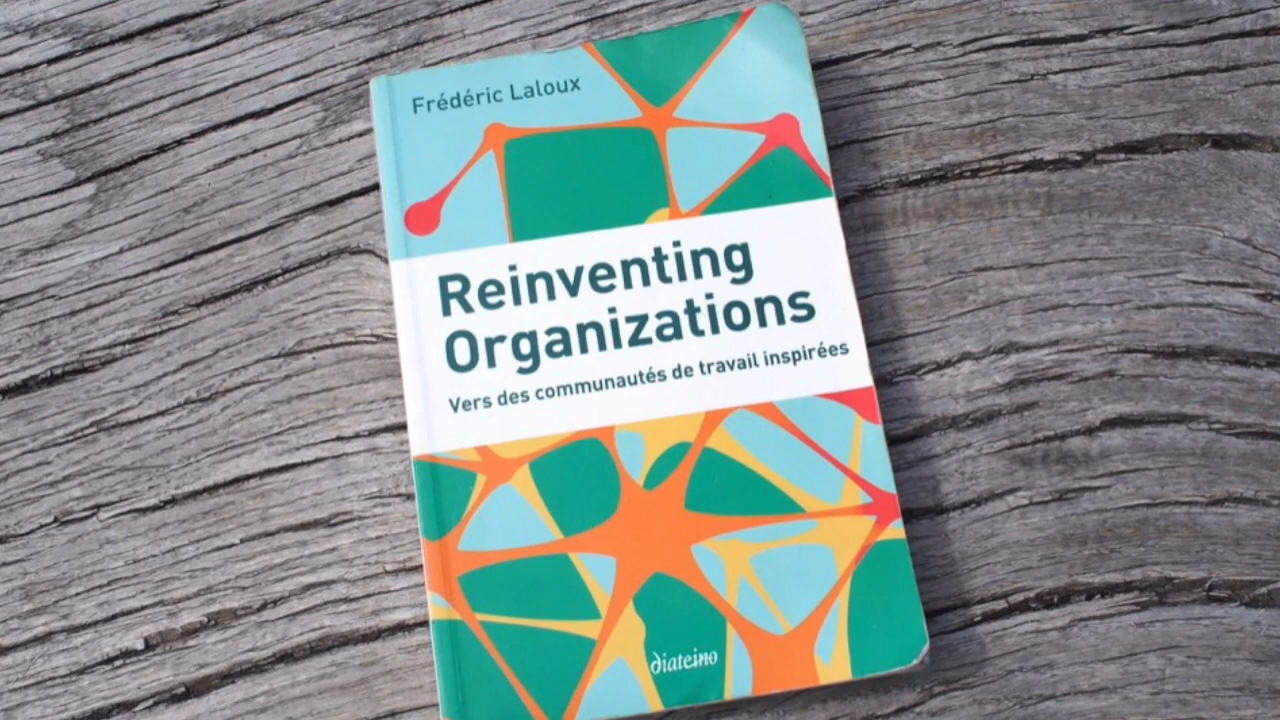 Frédéric Laloux
Reinventing
Organizations
Vers des communautés de travail inspirées
diateino